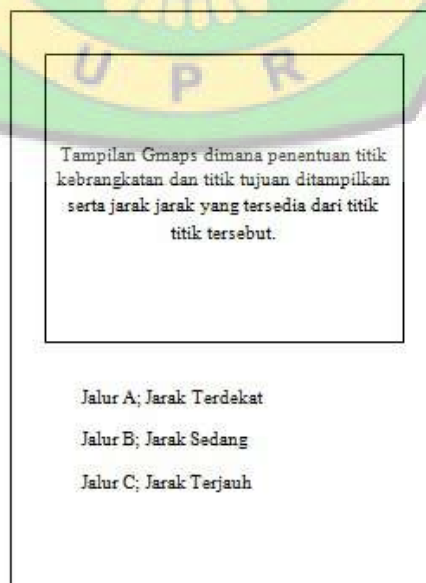 U P R
Tampilan Gmaps dimana penentuan titik
kebrangkatan dan titik tujuan ditampilkan
serta jarak jarak yang tersedia dari titik
titik tersebut.
Jalur A; Jarak Terdekat
Jalur B; Jarak Sedang
Jalur C; Jarak Terjauh